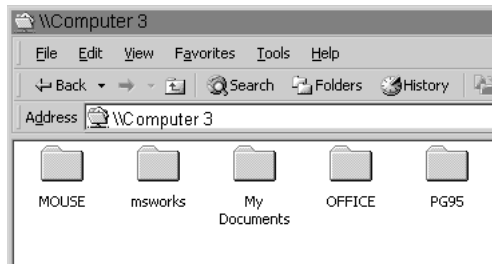 \\Computer 3
File Edit View Favorites Tools Help
Back Search Folders History
Address \\Computer 3
MOUSE msworks My Documents OFFICE PG95